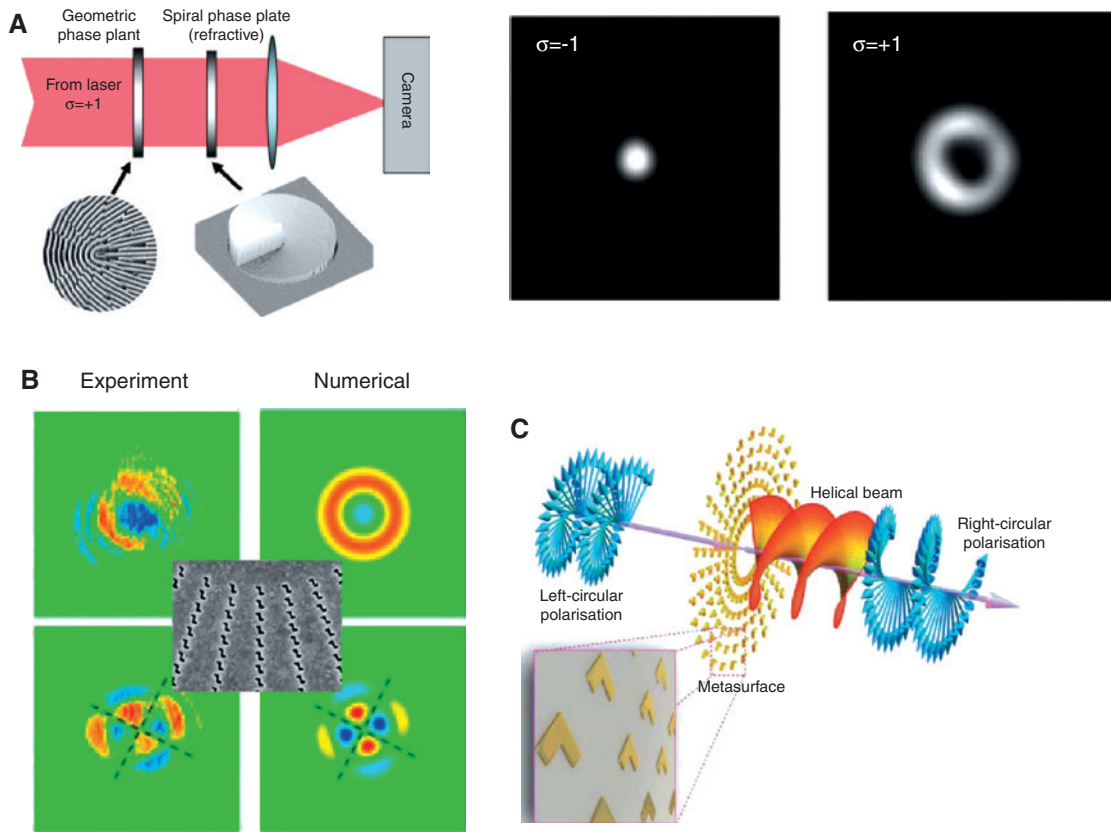 A
Geometric
phase plant
Spiral phase plate
(refractive)
From laser
σ=+1
Camera
σ=-1
σ=+1
B
Experiment
Numerical
C
Helical beam
Right-circular
polarisation
Left-circular
polarisation
Metasurface